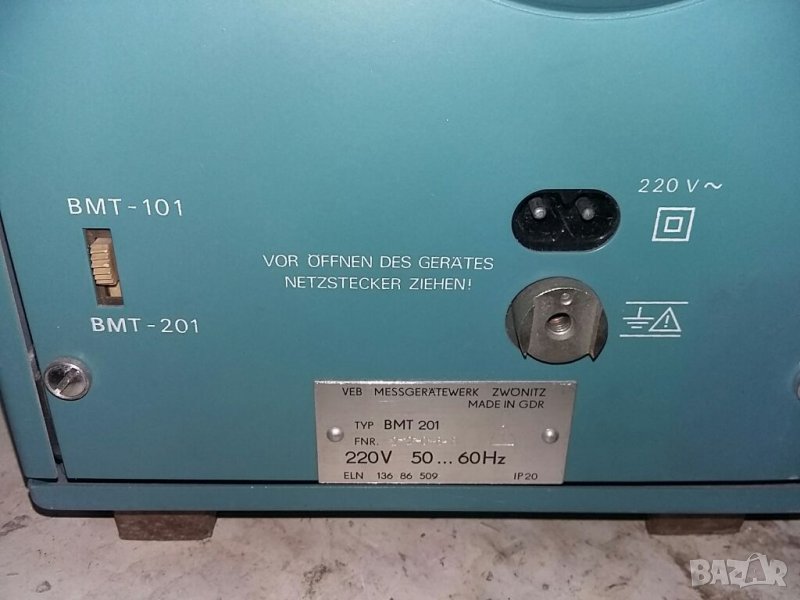 BMT-101
BMT-201
VOR ÖFFNEN DES GERÄTES
NETZSTECKER ZIEHEN!
220 V ~
VEB MESSGERÄTEWERK ZWÖNITZ
MADE IN GDR
TYP BMT 201
FNR.
220V 50...60Hz
ELN 136 86 509 IP20
BAZAR